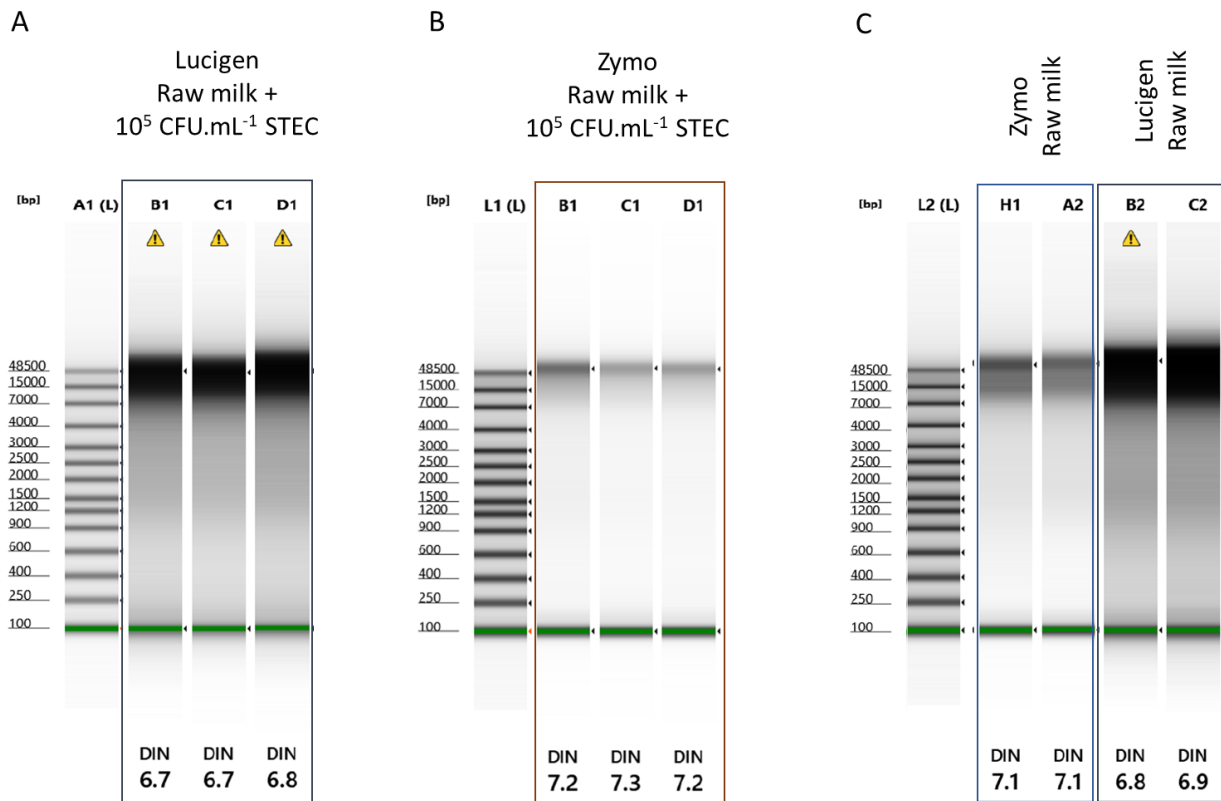 A
Lucigen
Raw milk +
10⁵ CFU.mL⁻¹ STEC
[bp]
A1 (L)
B1
C1
D1
48500
15000
7000
4000
3000
2500
2000
1500
1200
900
600
400
250
100
DIN
6.7
DIN
6.7
DIN
6.8
B
Zymo
Raw milk +
10⁵ CFU.mL⁻¹ STEC
[bp]
L1 (L)
B1
C1
D1
48500
15000
7000
4000
3000
2500
2000
1500
1200
900
600
400
250
100
DIN
7.2
DIN
7.3
DIN
7.2
C
Zymo
Raw milk
Lucigen
Raw milk
[bp]
L2 (L)
H1
A2
B2
C2
48500
15000
7000
4000
3000
2500
2000
1500
1200
900
600
400
250
100
DIN
7.1
DIN
7.1
DIN
6.8
DIN
6.9